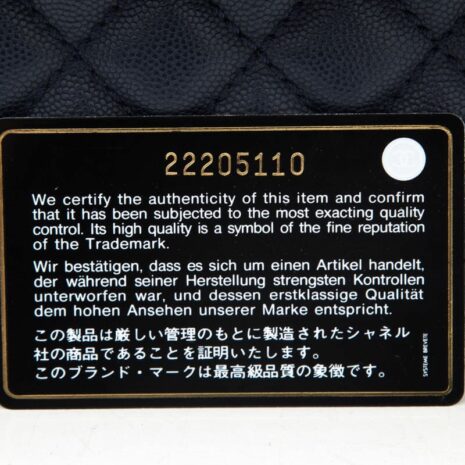 22205110
We certify the authenticity of this item and confirm
that it has been subjected to the most exacting quality
control. Its high quality is a symbol of the fine reputation
of the Trademark.
Wir bestätigen, dass es sich um einen Artikel handelt,
der während seiner Herstellung strengsten Kontrollen
unterworfen war, und dessen erstklassige Qualität
dem hohen Ansehen unserer Marke entspricht.
この製品は厳しい管理のもとに製造されたシャネル
社の商品であることを証明いたします。
このブランド・マークは最高級品質の象徴です。
SYSTEME BREVETE